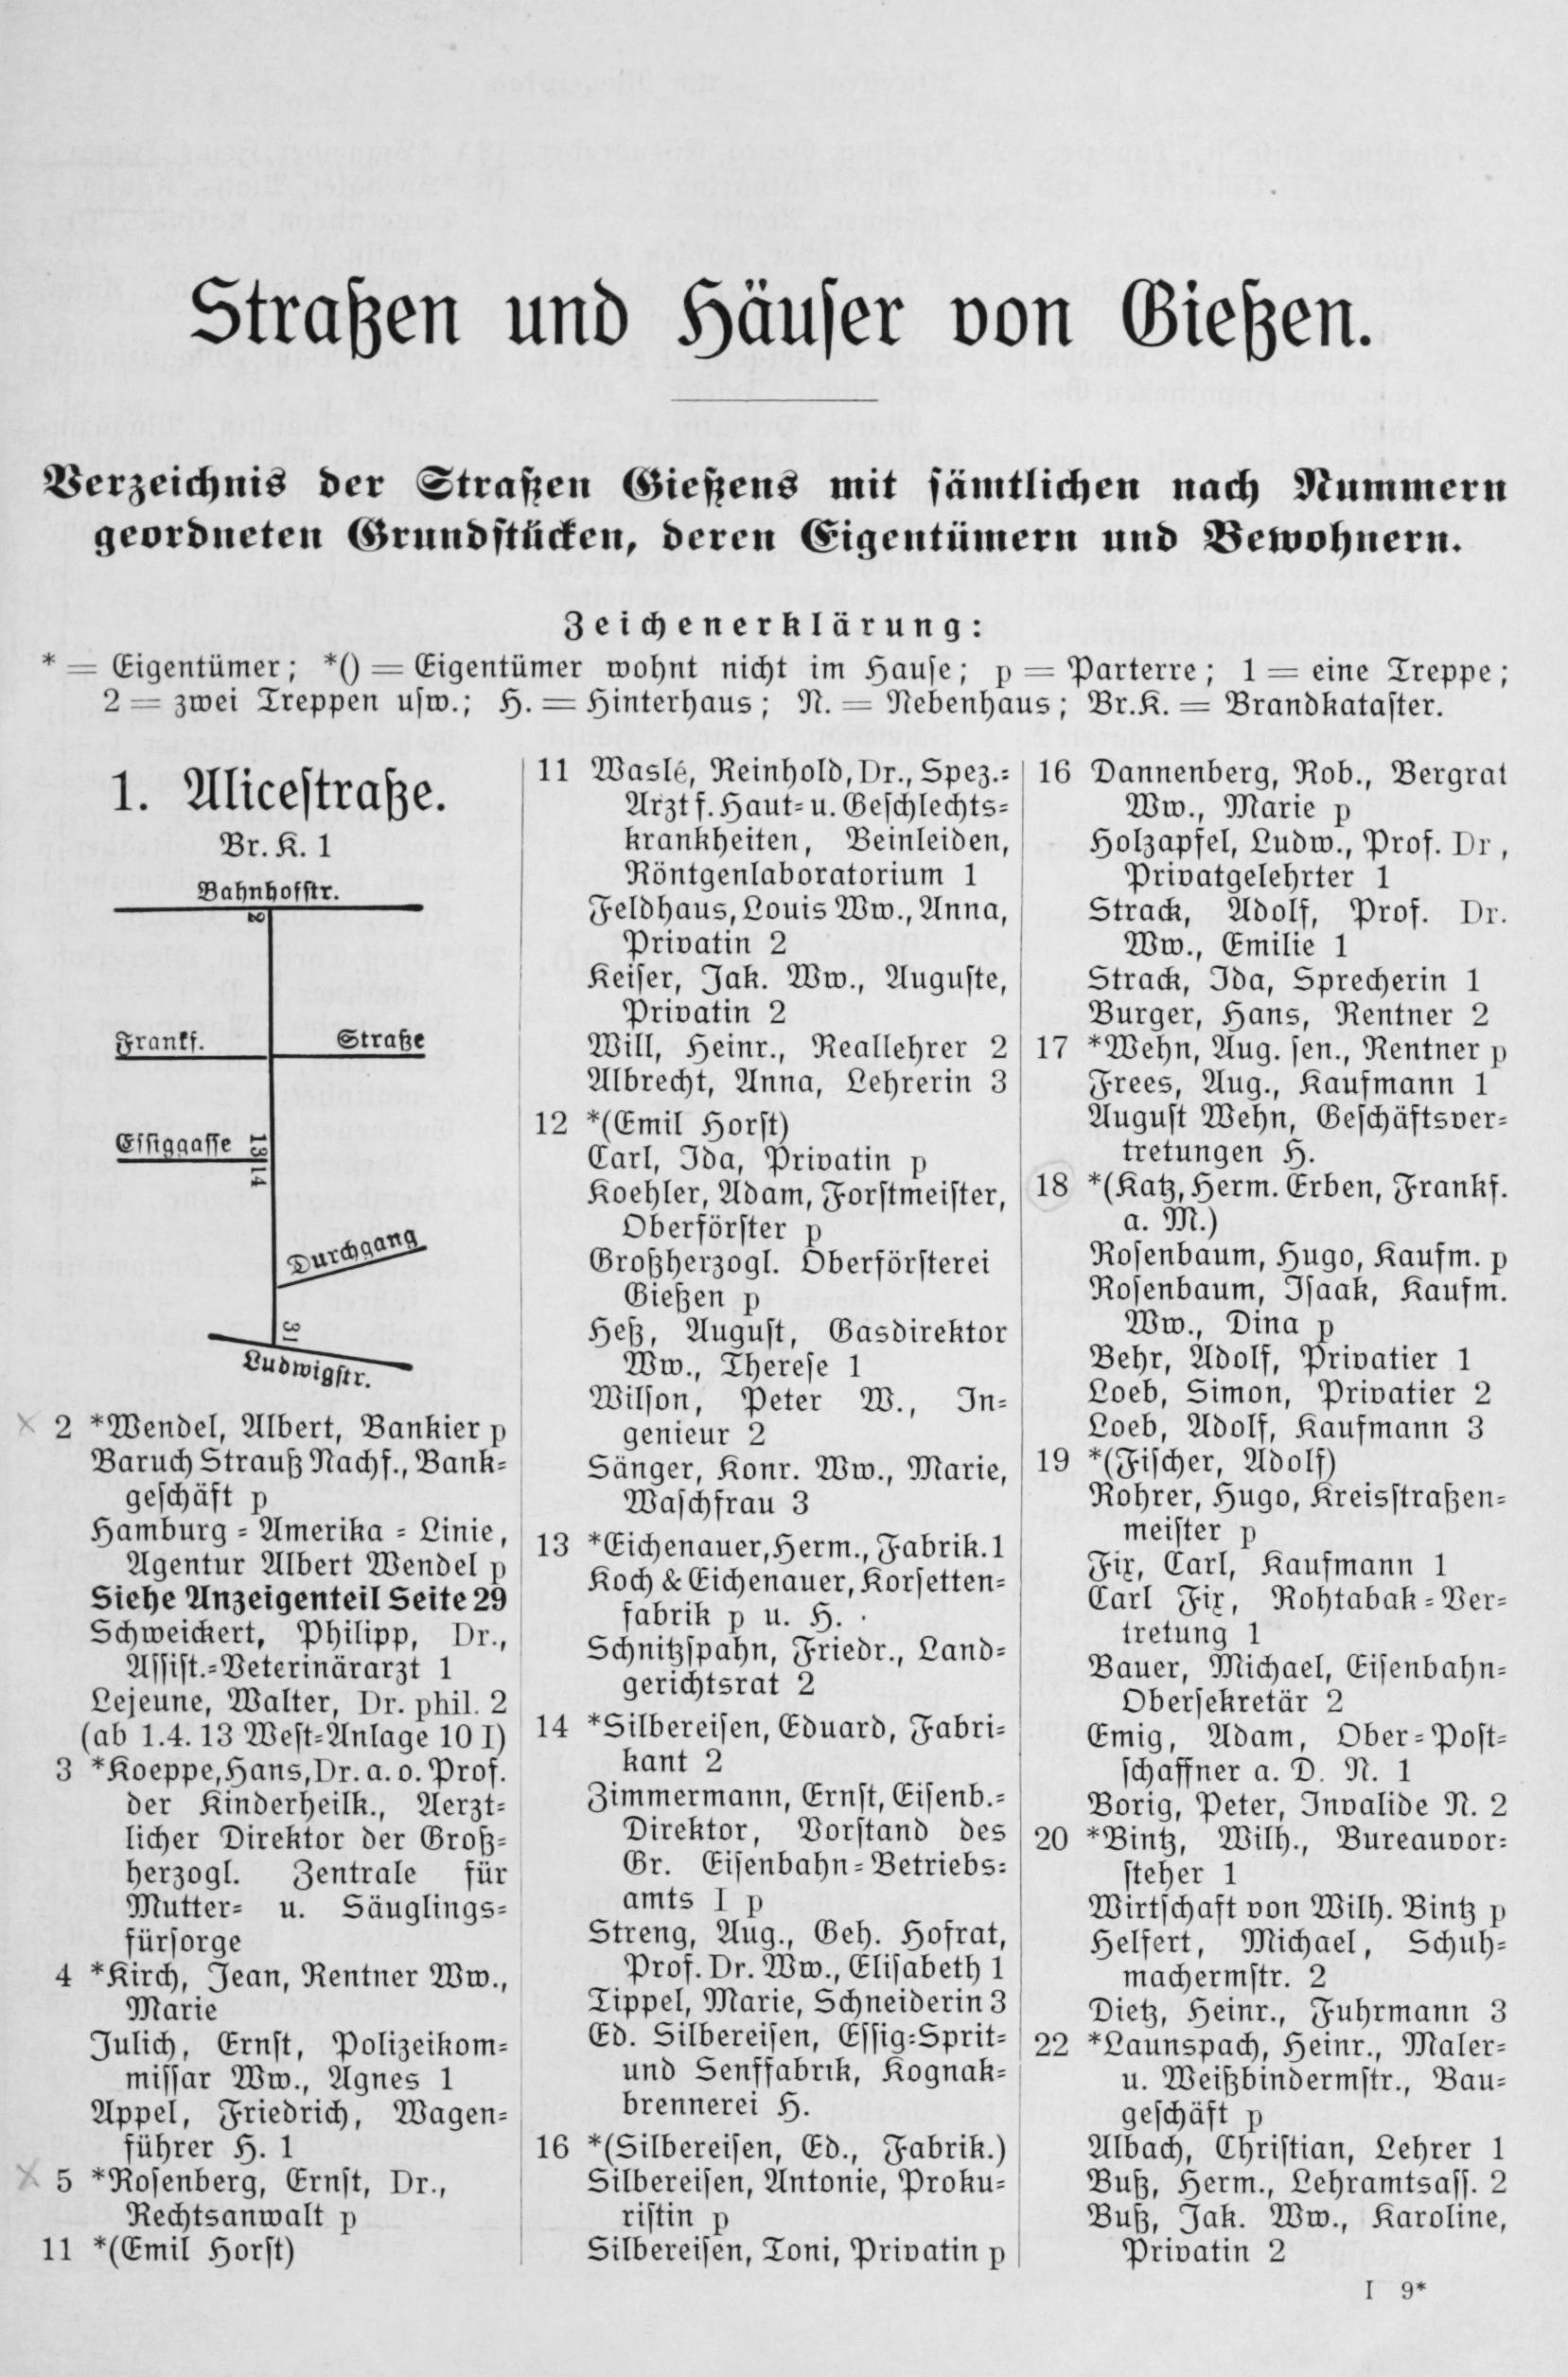 Straßen und Häuser von Gießen.
Verzeichnis der Straßen Gießens mit sämtlichen nach Nummern
geordneten Grundstücken, deren Eigentümern und Bewohnern.
Zeichenerklärung:
* = Eigentümer; *() = Eigentümer wohnt nicht im Hause; p = Parterre; 1 = eine Treppe;
2 = zwei Treppen usw.; H. = Hinterhaus; N. = Nebenhaus; Br.K. = Brandkataster.
1. Alicestraße.
Br. K. 1
Bahnhofstr.
2
Frankf. Straße
Essiggasse 13
14
Durchgang
31
Ludwigstr.
2 *Wendel, Albert, Bankier p
Baruch Strauß Nachf., Bank-
geschäft p
Hamburg-Amerika-Linie,
Agentur Albert Wendel p
Siehe Anzeigenteil Seite 29
Schweickert, Philipp, Dr.,
Assist.-Veterinärarzt 1
Lejeune, Walter, Dr. phil. 2
(ab 1.4.13 West-Anlage 10 I)
3 *Koeppe, Hans, Dr. a. o. Prof.
der Kinderheilk., Aerzt-
licher Direktor der Groß-
herzogl. Zentrale für
Mutter- u. Säuglings-
fürsorge
4 *Kirch, Jean, Rentner Ww.,
Marie
Julich, Ernst, Polizeikom-
missar Ww., Agnes 1
Appel, Friedrich, Wagen-
führer H. 1
5 *Rosenberg, Ernst, Dr.,
Rechtsanwalt p
11 *(Emil Horst)
11 Waslé, Reinhold, Dr., Spez.-
Arzt f. Haut- u. Geschlechts-
krankheiten, Beinleiden,
Röntgenlaboratorium 1
Feldhaus, Louis Ww., Anna,
Privatin 2
Keiser, Jak. Ww., Auguste,
Privatin 2
Will, Heinr., Reallehrer 2
Albrecht, Anna, Lehrerin 3
12 *(Emil Horst)
Carl, Ida, Privatin p
Koehler, Adam, Forstmeister,
Oberförster p
Großherzogl. Oberförsterei
Gießen p
Heß, August, Gasdirektor
Ww., Therese 1
Wilson, Peter W., In-
genieur 2
Sänger, Konr. Ww., Marie,
Waschfrau 3
13 *Eichenauer, Herm., Fabrik. 1
Koch & Eichenauer, Korsetten-
fabrik p u. H.
Schnitzspahn, Friedr., Land-
gerichtsrat 2
14 *Silbereisen, Eduard, Fabri-
kant 2
Zimmermann, Ernst, Eisenb.-
Direktor, Vorstand des
Gr. Eisenbahn-Betriebs-
amts I p
Streng, Aug., Geh. Hofrat,
Prof. Dr. Ww., Elisabeth 1
Tippel, Marie, Schneiderin 3
Ed. Silbereisen, Essig-Sprit-
und Senffabrik, Kognak-
brennerei H.
16 *(Silbereisen, Ed., Fabrik.)
Silbereisen, Antonie, Proku-
ristin p
Silbereisen, Toni, Privatin p
16 Dannenberg, Rob., Bergrat
Ww., Marie p
Holzapfel, Ludw., Prof. Dr,
Privatgelehrter 1
Strack, Adolf, Prof. Dr.
Ww., Emilie 1
Strack, Ida, Sprecherin 1
Burger, Hans, Rentner 2
17 *Wehn, Aug. sen., Rentner p
Frees, Aug., Kaufmann 1
August Wehn, Geschäftsver-
tretungen H.
18 *(Katz, Herm. Erben, Frankf.
a. M.)
Rosenbaum, Hugo, Kaufm. p
Rosenbaum, Isaak, Kaufm.
Ww., Dina p
Behr, Adolf, Privatier 1
Loeb, Simon, Privatier 2
Loeb, Adolf, Kaufmann 3
19 *(Fischer, Adolf)
Rohrer, Hugo, Kreisstraßen-
meister p
Fix, Carl, Kaufmann 1
Carl Fix, Rohtabak-Ver-
tretung 1
Bauer, Michael, Eisenbahn-
Obersekretär 2
Emig, Adam, Ober-Post-
schaffner a. D. N. 1
Borig, Peter, Invalide N. 2
20 *Bintz, Wilh., Bureauvor-
steher 1
Wirtschaft von Wilh. Bintz p
Helfert, Michael, Schuh-
machermstr. 2
Dietz, Heinr., Fuhrmann 3
22 *Launspach, Heinr., Maler-
u. Weißbindermstr., Bau-
geschäft p
Albach, Christian, Lehrer 1
Buß, Herm., Lehramtsass. 2
Buß, Jak. Ww., Karoline,
Privatin 2
I 9*